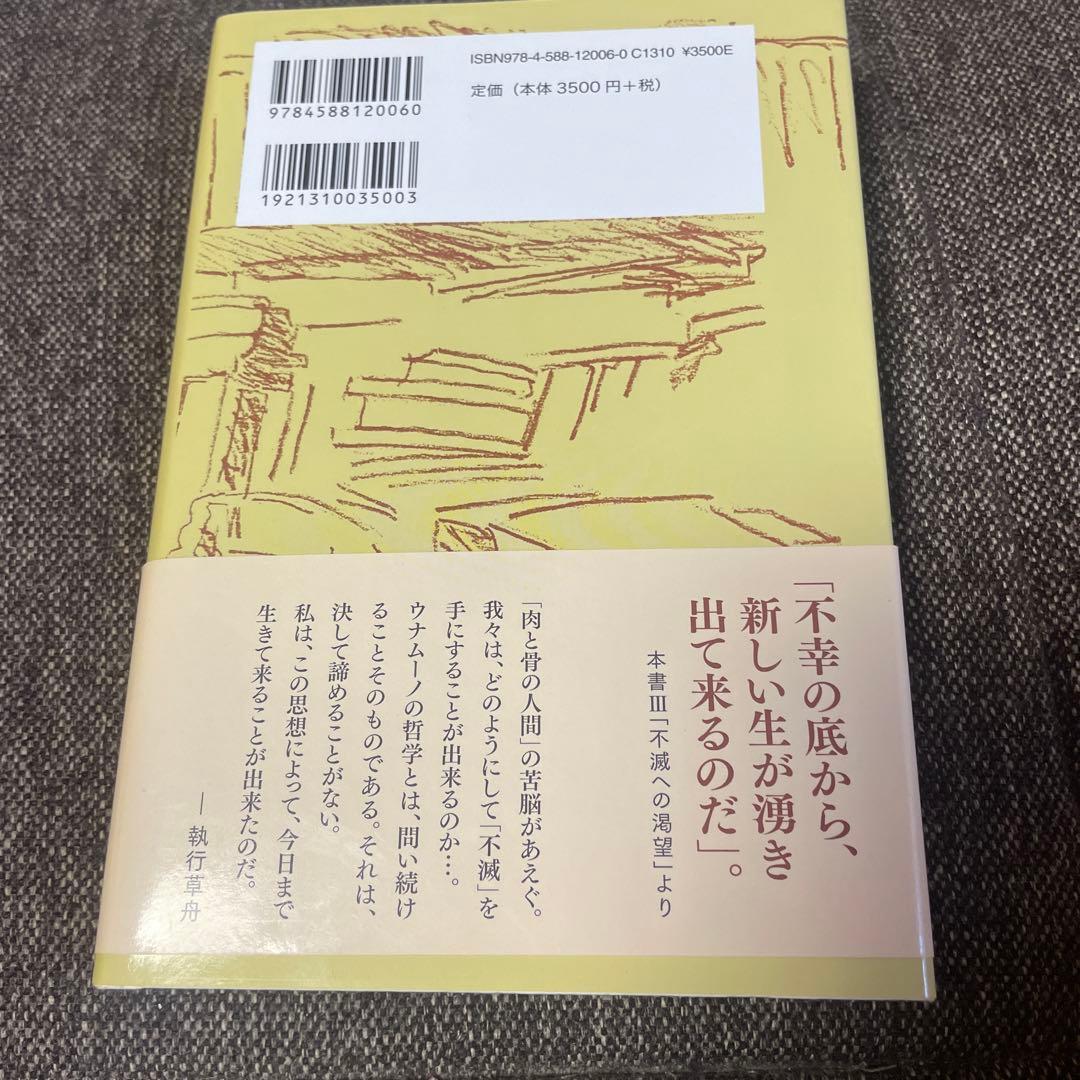 ISBN978-4-588-12006-0 C1310 ¥3500E
定価（本体3500円＋税）
9784588120060
1921310035003
「不幸の底から、
新しい生が湧き
出て来るのだ」。
本書Ⅲ「不滅への渇望」より
「肉と骨の人間」の苦脳があえぐ。
我々は、どのようにして「不滅」を
手にすることが出来るのか…。
ウナムーノの哲学とは、問い続け
ることそのものである。それは、
決して諦めることがない。
私は、この思想によって、今日まで
生きて来ることが出来たのだ。
― 執行草舟